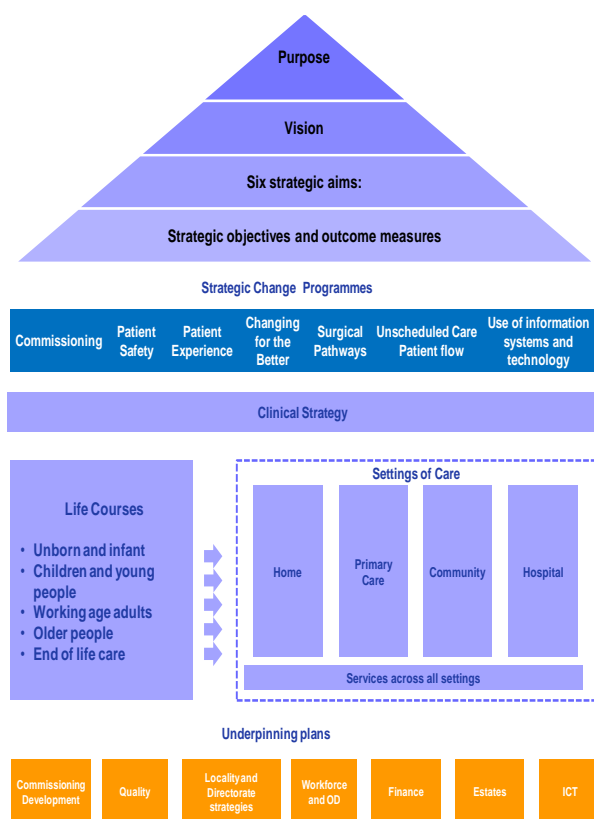 Purpose
Vision
Six strategic aims:
Strategic objectives and outcome measures
Strategic Change Programmes
Commissioning
Patient
Safety
Patient
Experience
Changing
for the
Better
Surgical
Pathways
Unscheduled Care
Patient flow
Use of information
systems and
technology
Clinical Strategy
Life Courses
• Unborn and infant
• Children and young
people
• Working age adults
• Older people
• End of life care
Settings of Care
Home
Primary
Care
Community
Hospital
Services across all settings
Underpinning plans
Commissioning
Development
Quality
Locality and
Directorate
strategies
Workforce
and OD
Finance
Estates
ICT